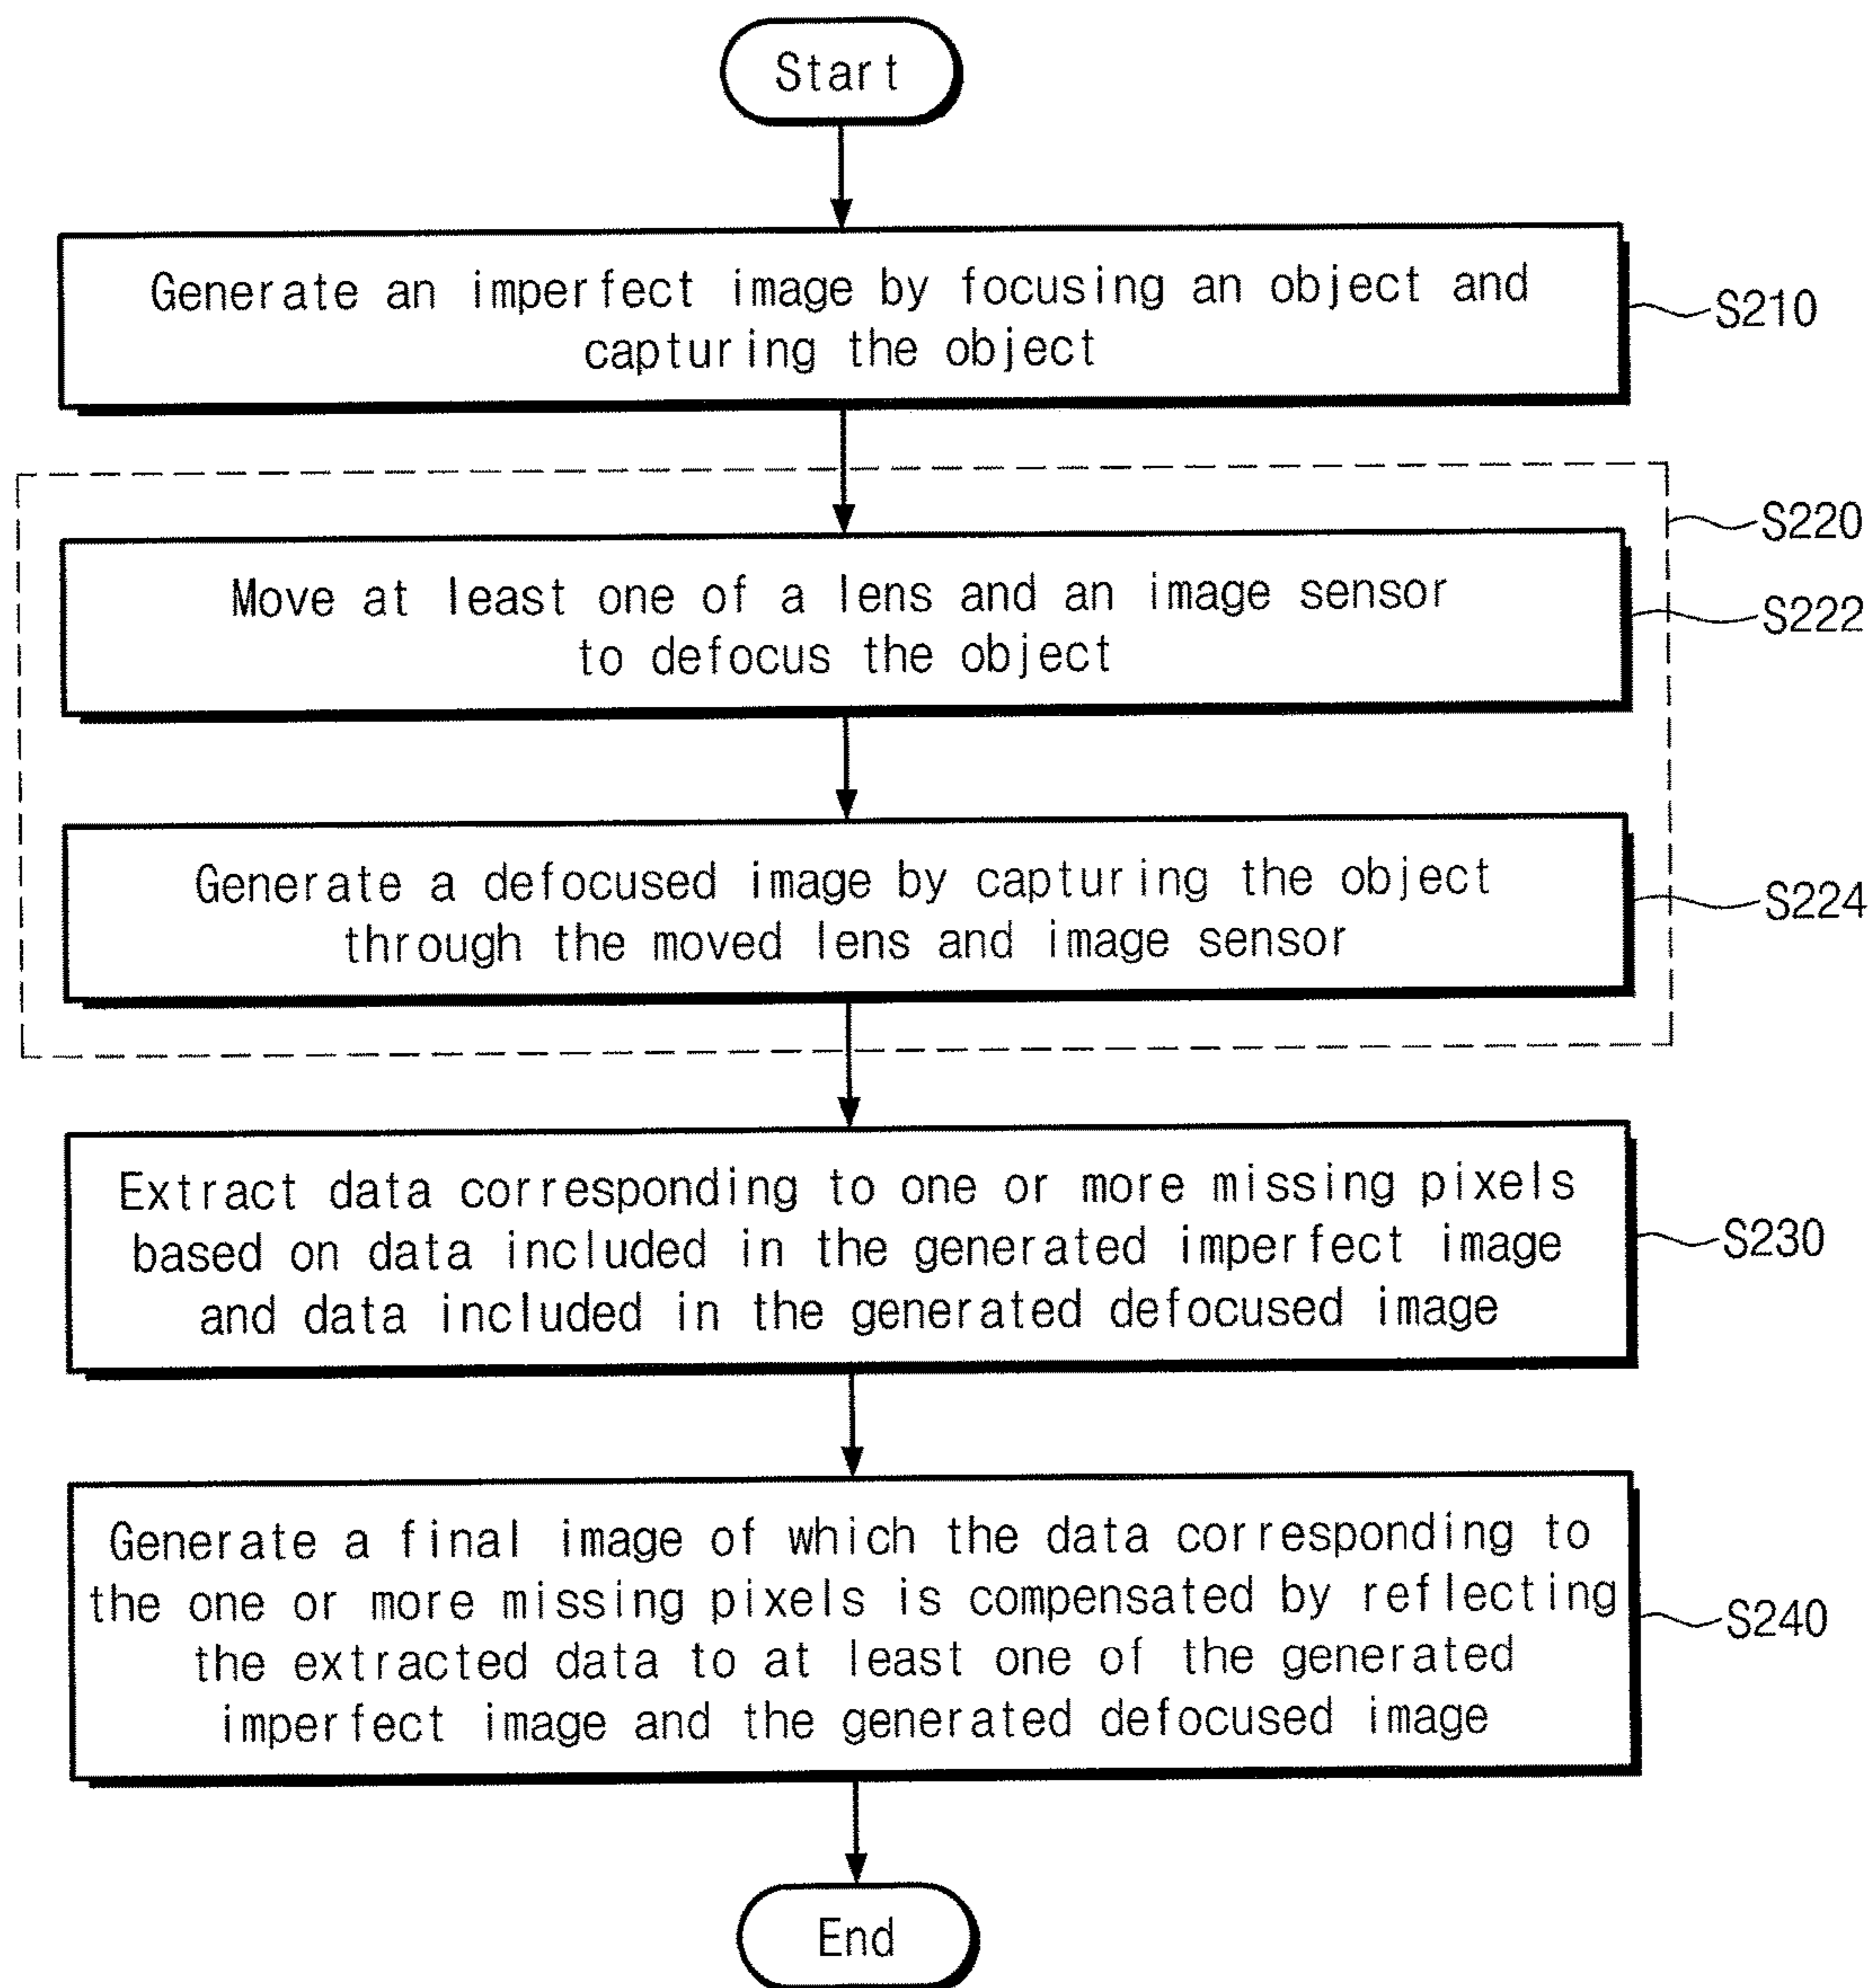 Start
Generate an imperfect image by focusing an object and
capturing the object
S210
S220
Move at least one of a lens and an image sensor
to defocus the object
S222
Generate a defocused image by capturing the object
through the moved lens and image sensor
S224
Extract data corresponding to one or more missing pixels
based on data included in the generated imperfect image
and data included in the generated defocused image
S230
Generate a final image of which the data corresponding to
the one or more missing pixels is compensated by reflecting
the extracted data to at least one of the generated
imperfect image and the generated defocused image
S240
End